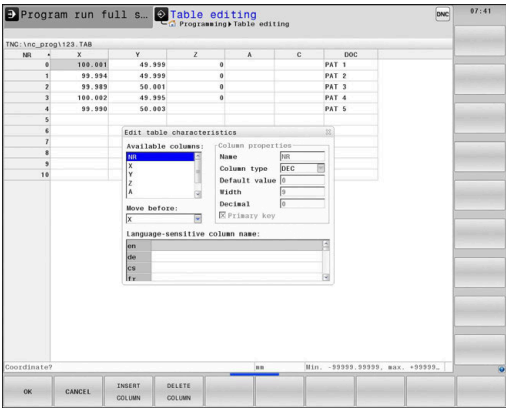 Program run full s… Table editing DNC 07:41
Programming▸Table editing
TNC:\nc_prog\123.TAB
NR X Y Z A C DOC
0 100.001 49.999 0 PAT 1
1 99.994 49.999 0 PAT 2
2 99.989 50.001 0 PAT 3
3 100.002 49.995 0 PAT 4
4 99.990 50.003 PAT 5
5
6
7
8
9
10
Edit table characteristics
Available columns:
NR
X
Y
Z
A
Move before:
X
Column properties
Name NR
Column type DEC
Default value 0
Width 9
Decimal 0
Primary key
Language-sensitive column name:
en
de
cs
fr
Coordinate? mm Min. -99999.99999, max. +99999…
OK CANCEL INSERT COLUMN DELETE COLUMN